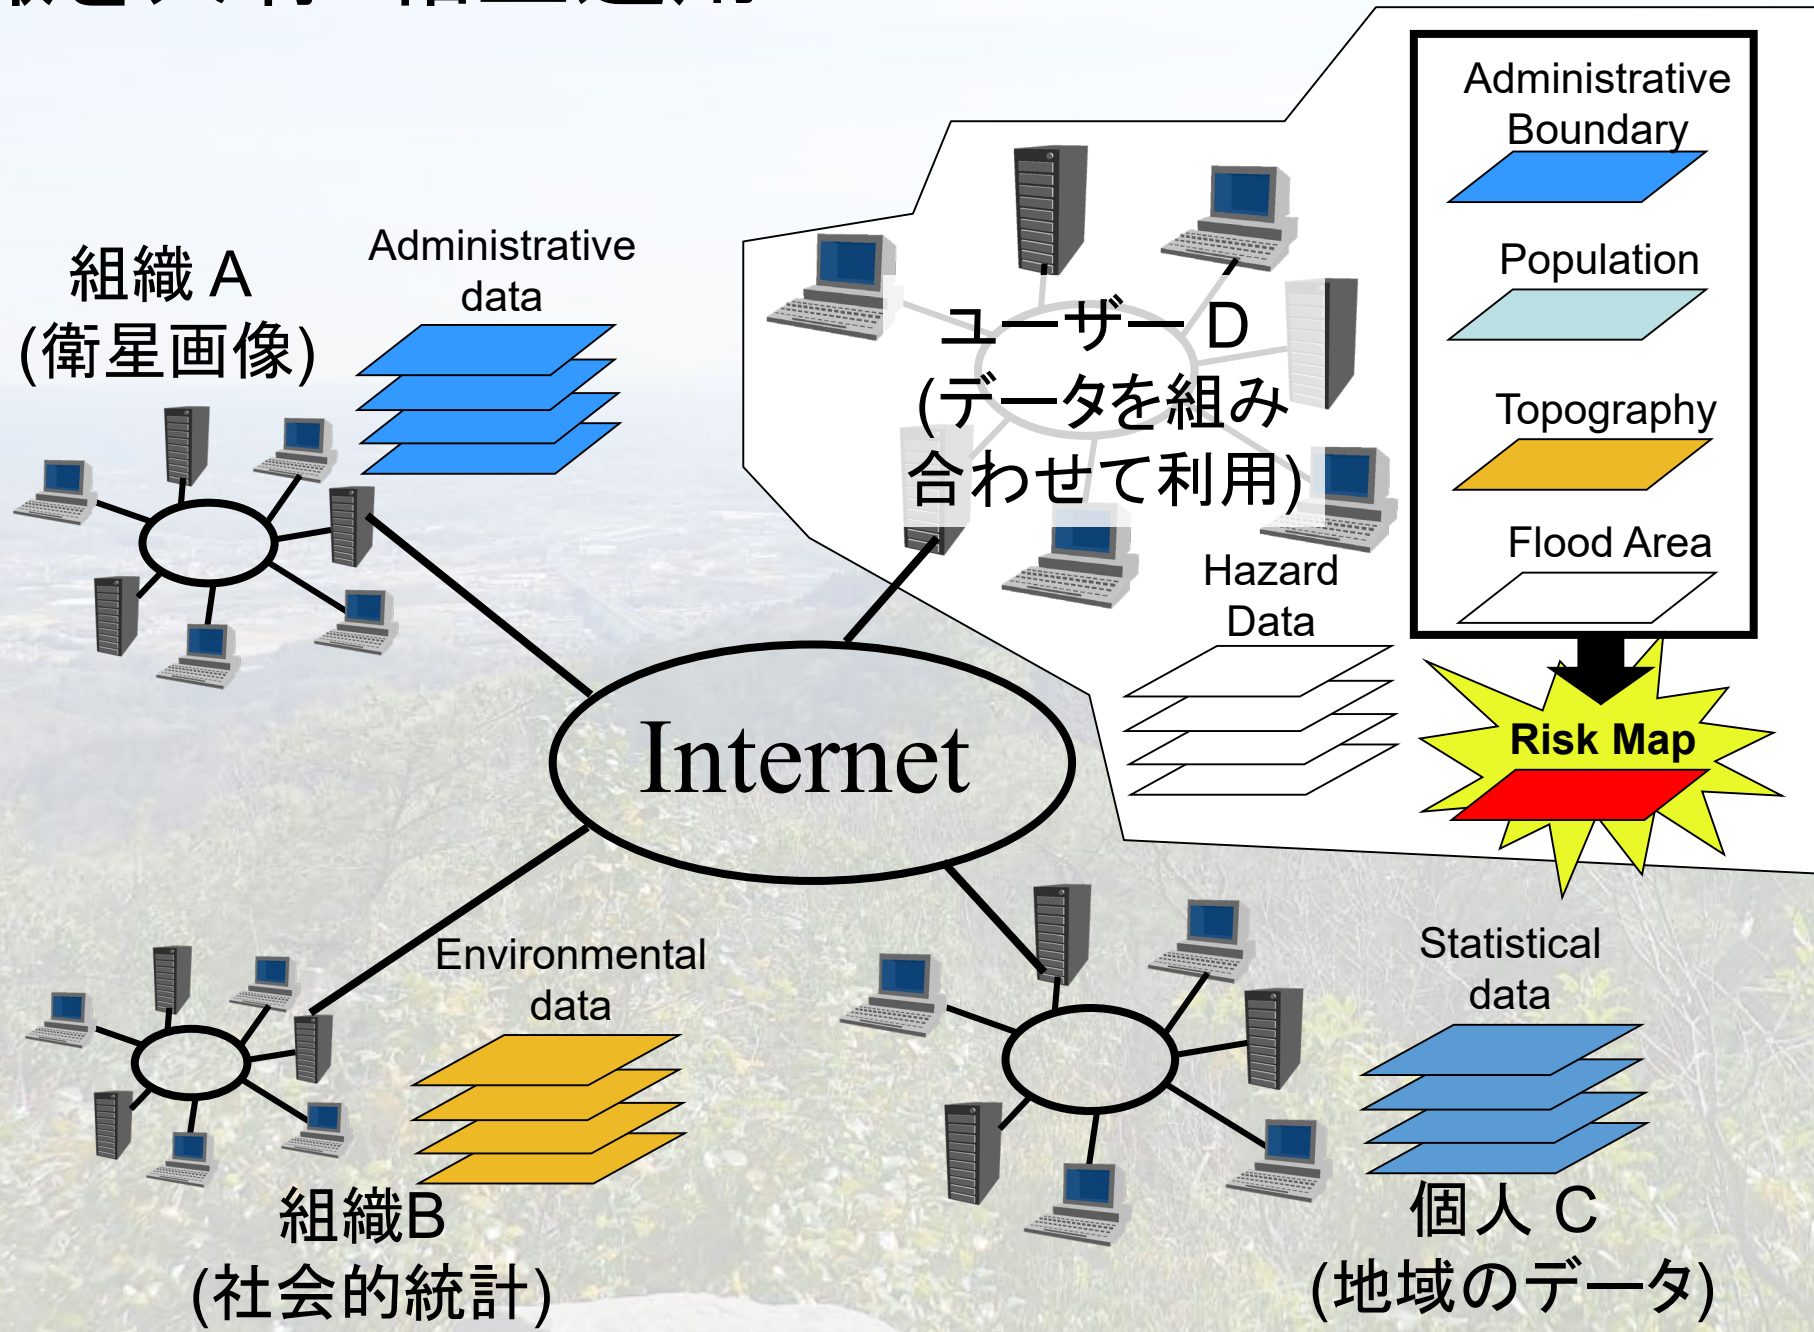 組織 A
(衛星画像)
Administrative
data
ユーザー D
(データを組み
合わせて利用)
Administrative
Boundary
Population
Topography
Flood Area
Hazard
Data
Risk Map
Internet
Environmental
data
組織B
(社会的統計)
Statistical
data
個人 C
(地域のデータ)